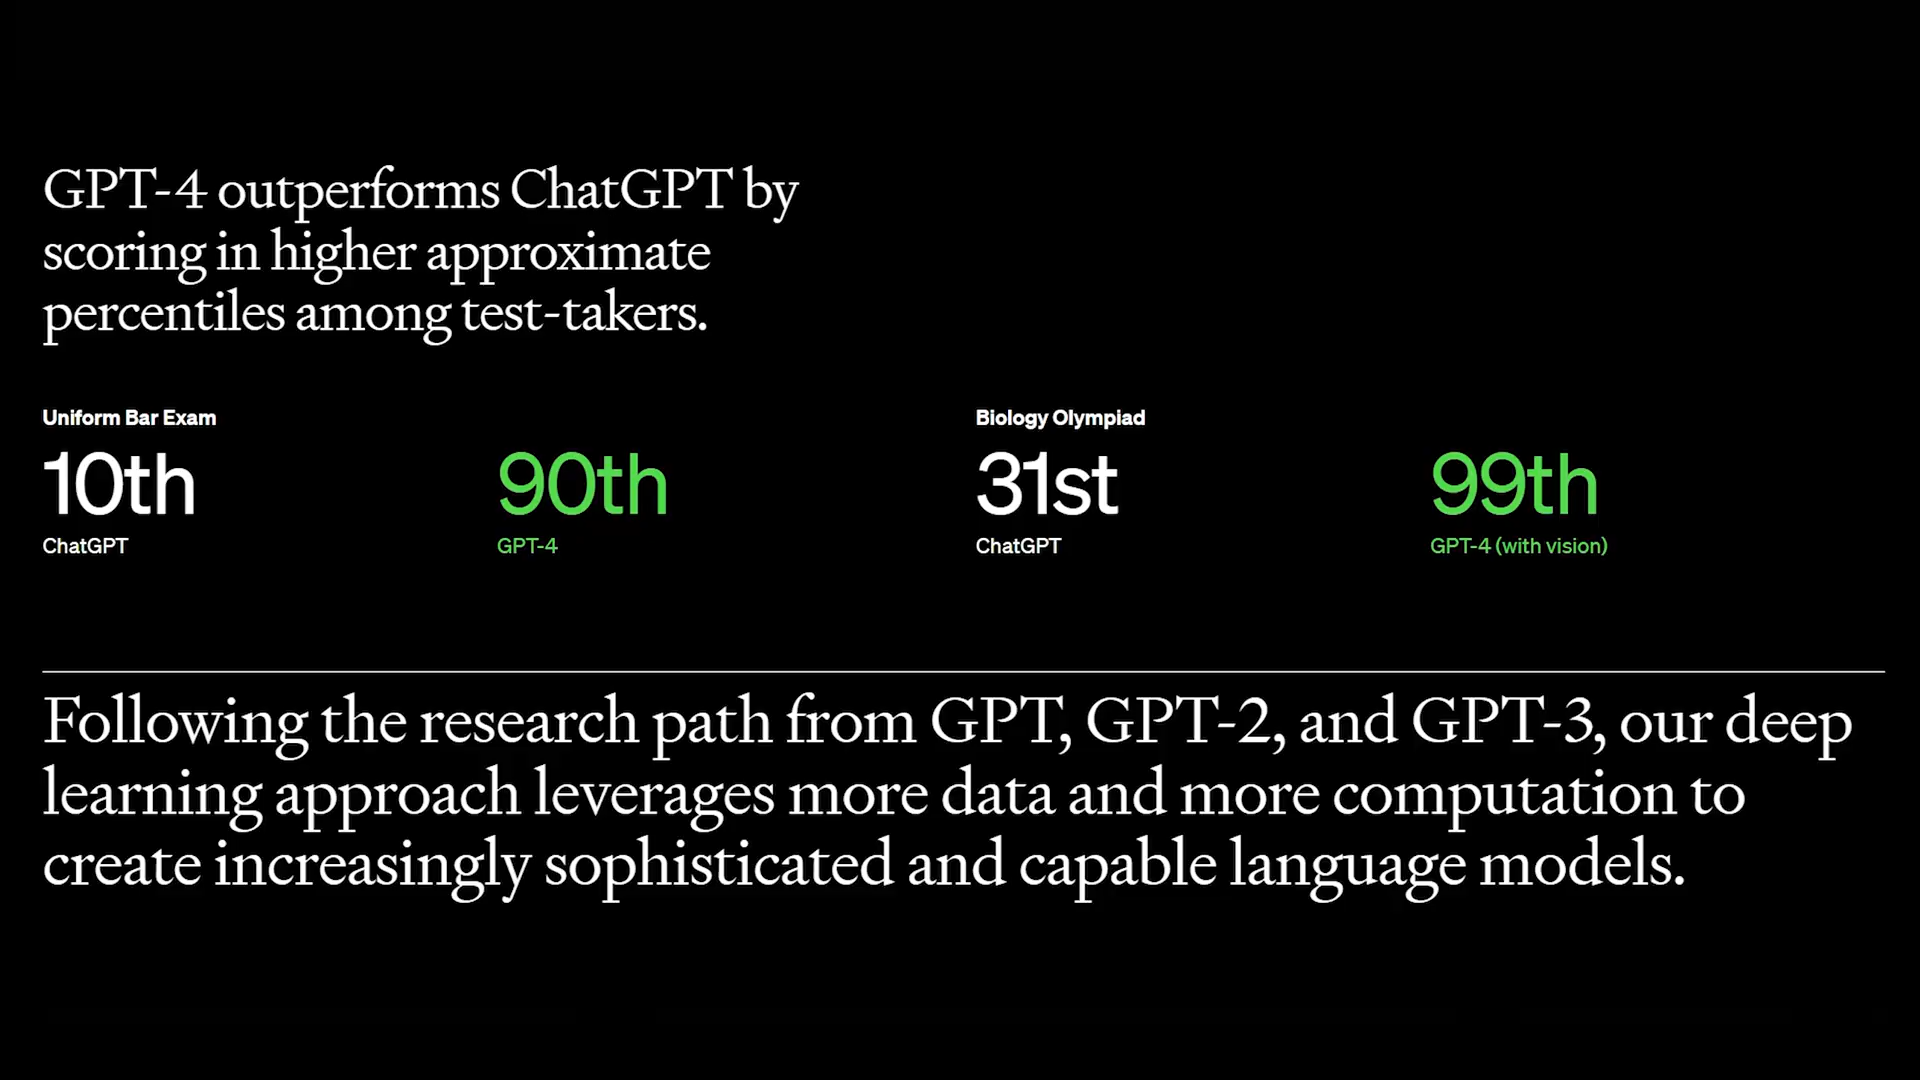 GPT-4 outperforms ChatGPT by
scoring in higher approximate
percentiles among test-takers.
Uniform Bar Exam
10th
ChatGPT
90th
GPT-4
Biology Olympiad
31st
ChatGPT
99th
GPT-4 (with vision)
Following the research path from GPT, GPT-2, and GPT-3, our deep
learning approach leverages more data and more computation to
create increasingly sophisticated and capable language models.